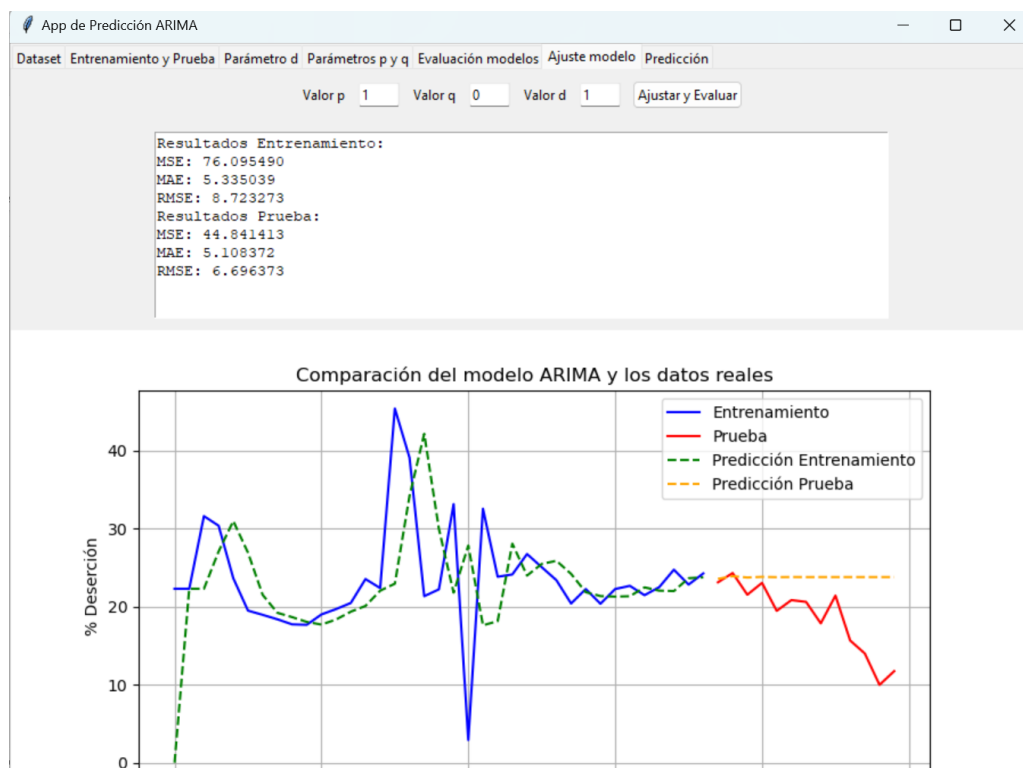 App de Predicción ARIMA
Dataset Entrenamiento y Prueba Parámetro d Parámetros p y q Evaluación modelos Ajuste modelo Predicción
Valor p 1 Valor q 0 Valor d 1 Ajustar y Evaluar
Resultados Entrenamiento:
MSE: 76.095490
MAE: 5.335039
RMSE: 8.723273
Resultados Prueba:
MSE: 44.841413
MAE: 5.108372
RMSE: 6.696373
Comparación del modelo ARIMA y los datos reales
Entrenamiento
Prueba
Predicción Entrenamiento
Predicción Prueba
% Deserción
40
30
20
10
0